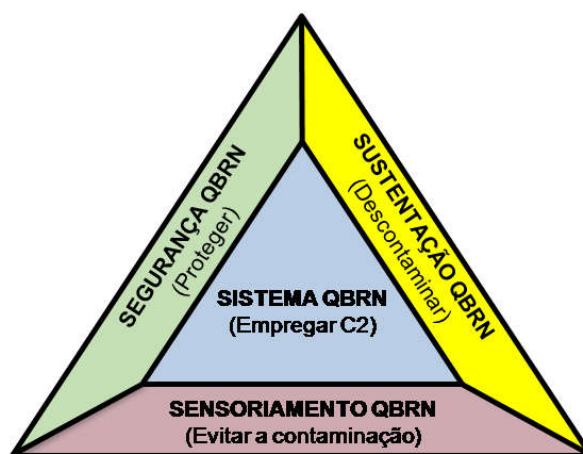 SEGURANÇA QBRN
(Proteger)
SUSTENTAÇÃO QBRN
(Descontaminar)
SISTEMA QBRN
(Empregar C2)
SENSORIAMENTO QBRN
(Evitar a contaminação)